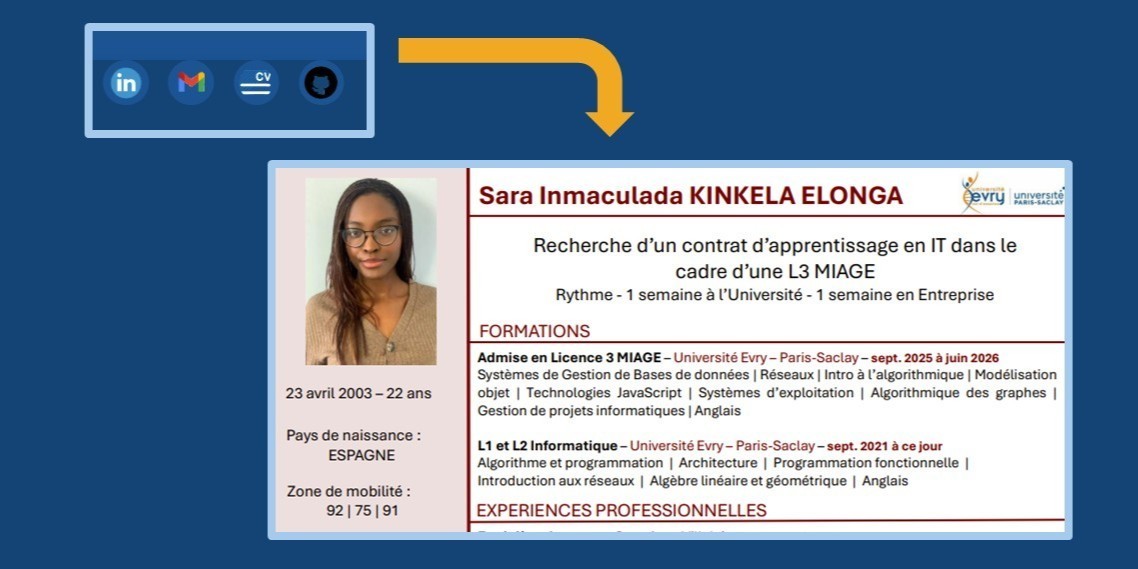 in
CV
Sara Inmaculada KINKELA ELONGA
université
evry
université
PARIS-SACLAY
Recherche d’un contrat d’apprentissage en IT dans le
cadre d’une L3 MIAGE
Rythme - 1 semaine à l’Université - 1 semaine en Entreprise
FORMATIONS
Admise en Licence 3 MIAGE – Université Evry – Paris-Saclay – sept. 2025 à juin 2026
Systèmes de Gestion de Bases de données | Réseaux | Intro à l’algorithmique | Modélisation
objet | Technologies JavaScript | Systèmes d’exploitation | Algorithmique des graphes |
Gestion de projets informatiques | Anglais
L1 et L2 Informatique – Université Evry – Paris-Saclay – sept. 2021 à ce jour
Algorithme et programmation | Architecture | Programmation fonctionnelle |
Introduction aux réseaux | Algèbre linéaire et géométrique | Anglais
EXPERIENCES PROFESSIONNELLES
23 avril 2003 – 22 ans
Pays de naissance :
ESPAGNE
Zone de mobilité :
92 | 75 | 91